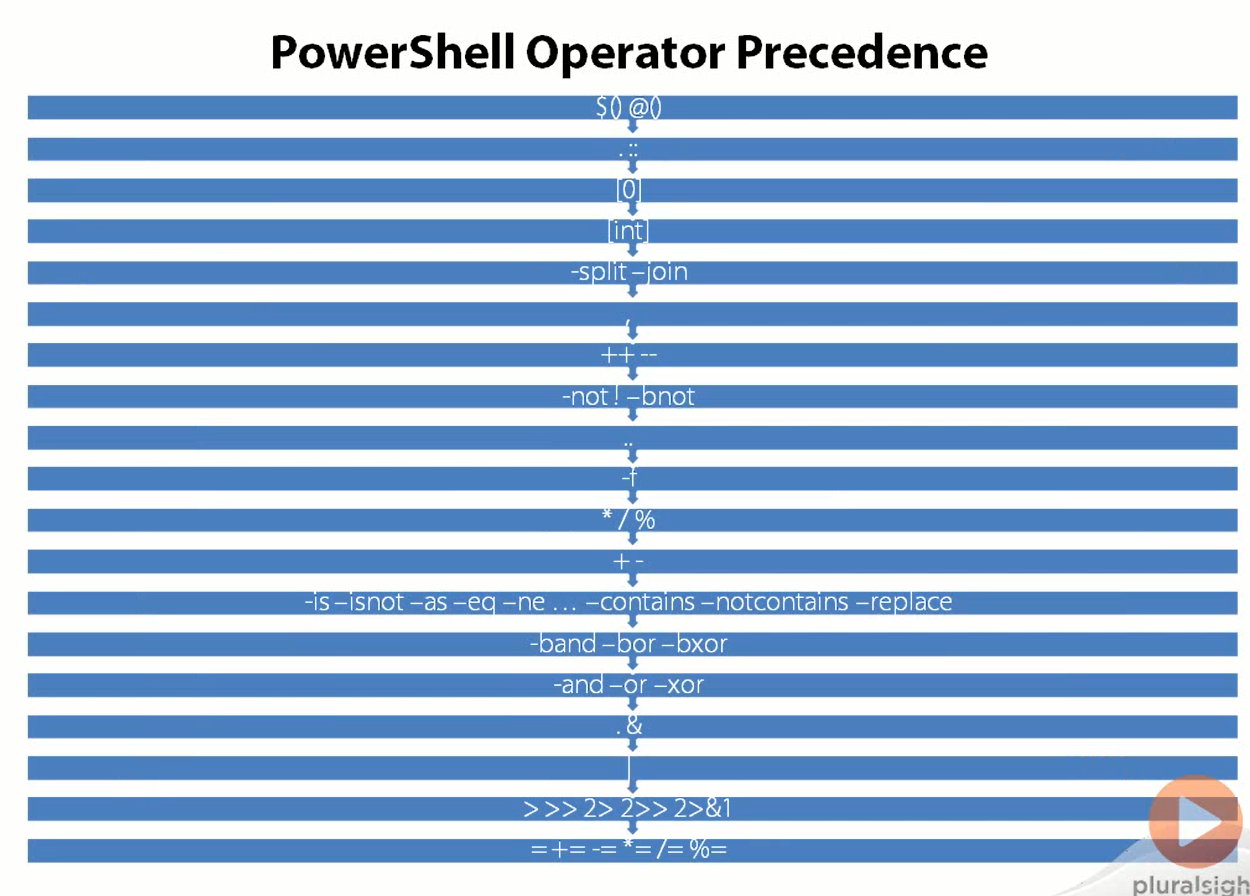 PowerShell Operator Precedence
$() @()
. ::
[0]
[int]
-split –join
,
++ --
-not ! –bnot
..
-f
* / %
+ -
-is –isnot –as –eq –ne … –contains –notcontains –replace
-band –bor –bxor
-and –or –xor
. &
|
> >> 2> 2>> 2>&1
= += -= *= /= %=
pluralsigh